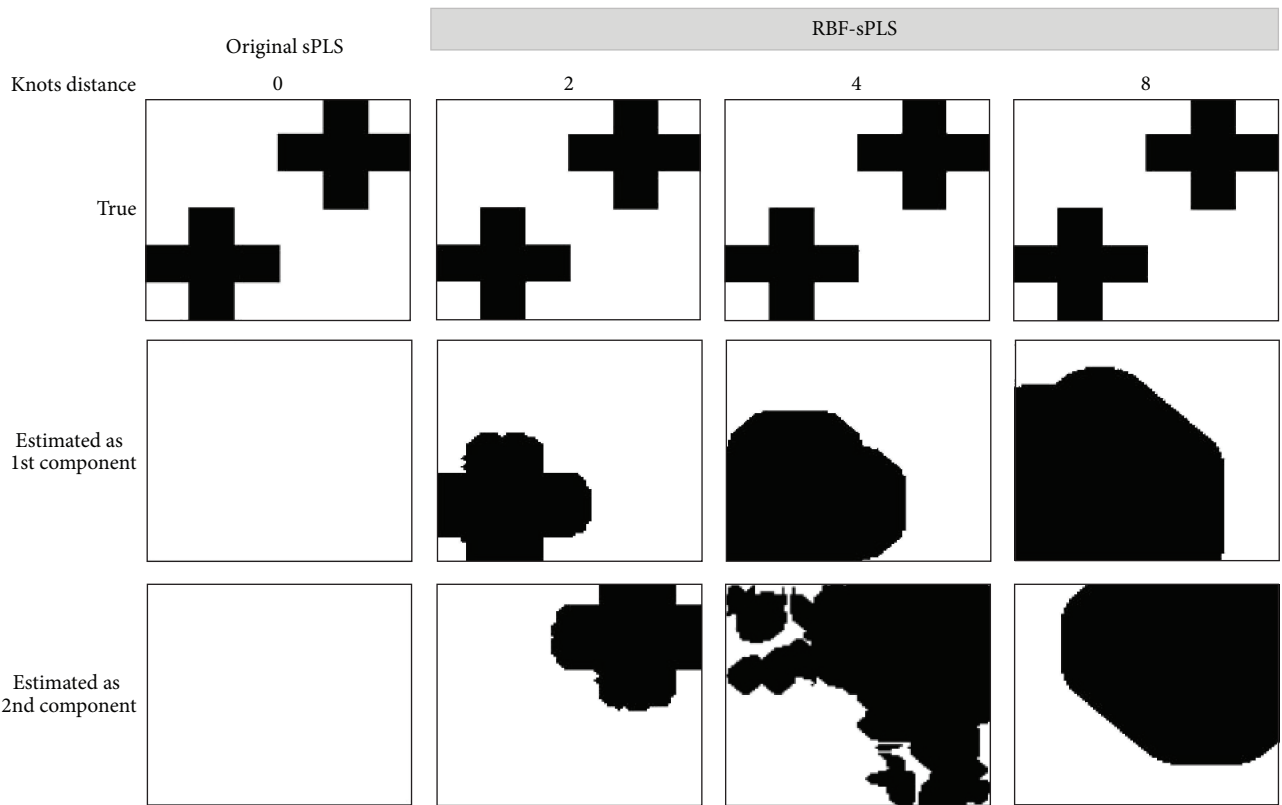 Original sPLS
RBF-sPLS
Knots distance
0
2
4
8
True
Estimated as
1st component
Estimated as
2nd component